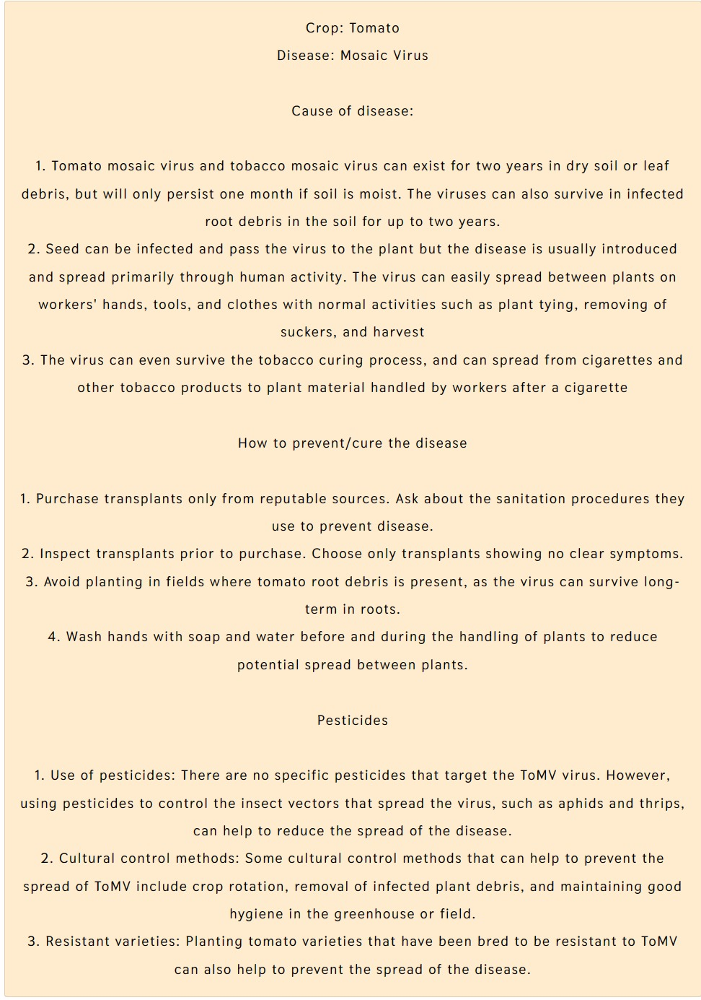 Crop: Tomato
Disease: Mosaic Virus
Cause of disease:
1. Tomato mosaic virus and tobacco mosaic virus can exist for two years in dry soil or leaf
debris, but will only persist one month if soil is moist. The viruses can also survive in infected
root debris in the soil for up to two years.
2. Seed can be infected and pass the virus to the plant but the disease is usually introduced
and spread primarily through human activity. The virus can easily spread between plants on
workers' hands, tools, and clothes with normal activities such as plant tying, removing of
suckers, and harvest
3. The virus can even survive the tobacco curing process, and can spread from cigarettes and
other tobacco products to plant material handled by workers after a cigarette
How to prevent/cure the disease
1. Purchase transplants only from reputable sources. Ask about the sanitation procedures they
use to prevent disease.
2. Inspect transplants prior to purchase. Choose only transplants showing no clear symptoms.
3. Avoid planting in fields where tomato root debris is present, as the virus can survive long-
term in roots.
4. Wash hands with soap and water before and during the handling of plants to reduce
potential spread between plants.
Pesticides
1. Use of pesticides: There are no specific pesticides that target the ToMV virus. However,
using pesticides to control the insect vectors that spread the virus, such as aphids and thrips,
can help to reduce the spread of the disease.
2. Cultural control methods: Some cultural control methods that can help to prevent the
spread of ToMV include crop rotation, removal of infected plant debris, and maintaining good
hygiene in the greenhouse or field.
3. Resistant varieties: Planting tomato varieties that have been bred to be resistant to ToMV
can also help to prevent the spread of the disease.